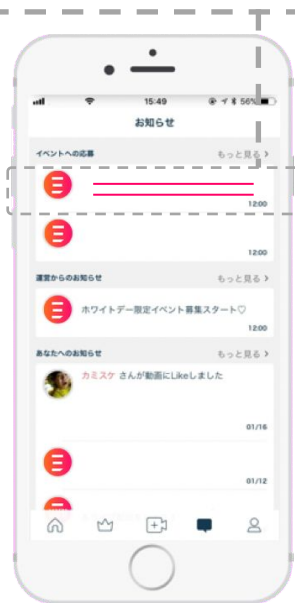 15:49
56%
お知らせ
イベントへの応募
もっと見る >
12:00
12:00
運営からのお知らせ
もっと見る >
ホワイトデー限定イベント募集スタート♡
12:00
あなたへのお知らせ
もっと見る >
カミスケ さんが動画にLikeしました
01/16
01/12